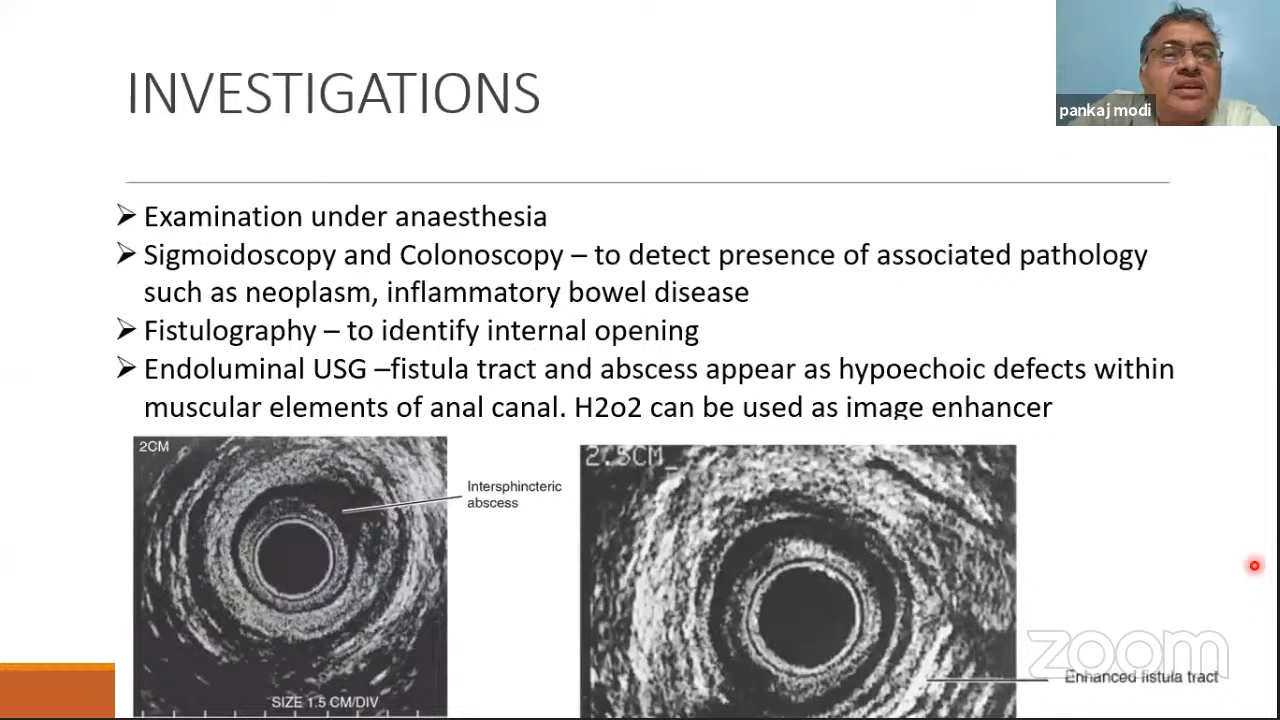 INVESTIGATIONS
pankaj modi
➤ Examination under anaesthesia
➤ Sigmoidoscopy and Colonoscopy – to detect presence of associated pathology
such as neoplasm, inflammatory bowel disease
➤ Fistulography – to identify internal opening
➤ Endoluminal USG –fistula tract and abscess appear as hypoechoic defects within
muscular elements of anal canal. H2o2 can be used as image enhancer
2CM
Intersphincteric
abscess
SIZE 1.5 CM/DIV
2.5CM_
zoom
Enhanced fistula tract